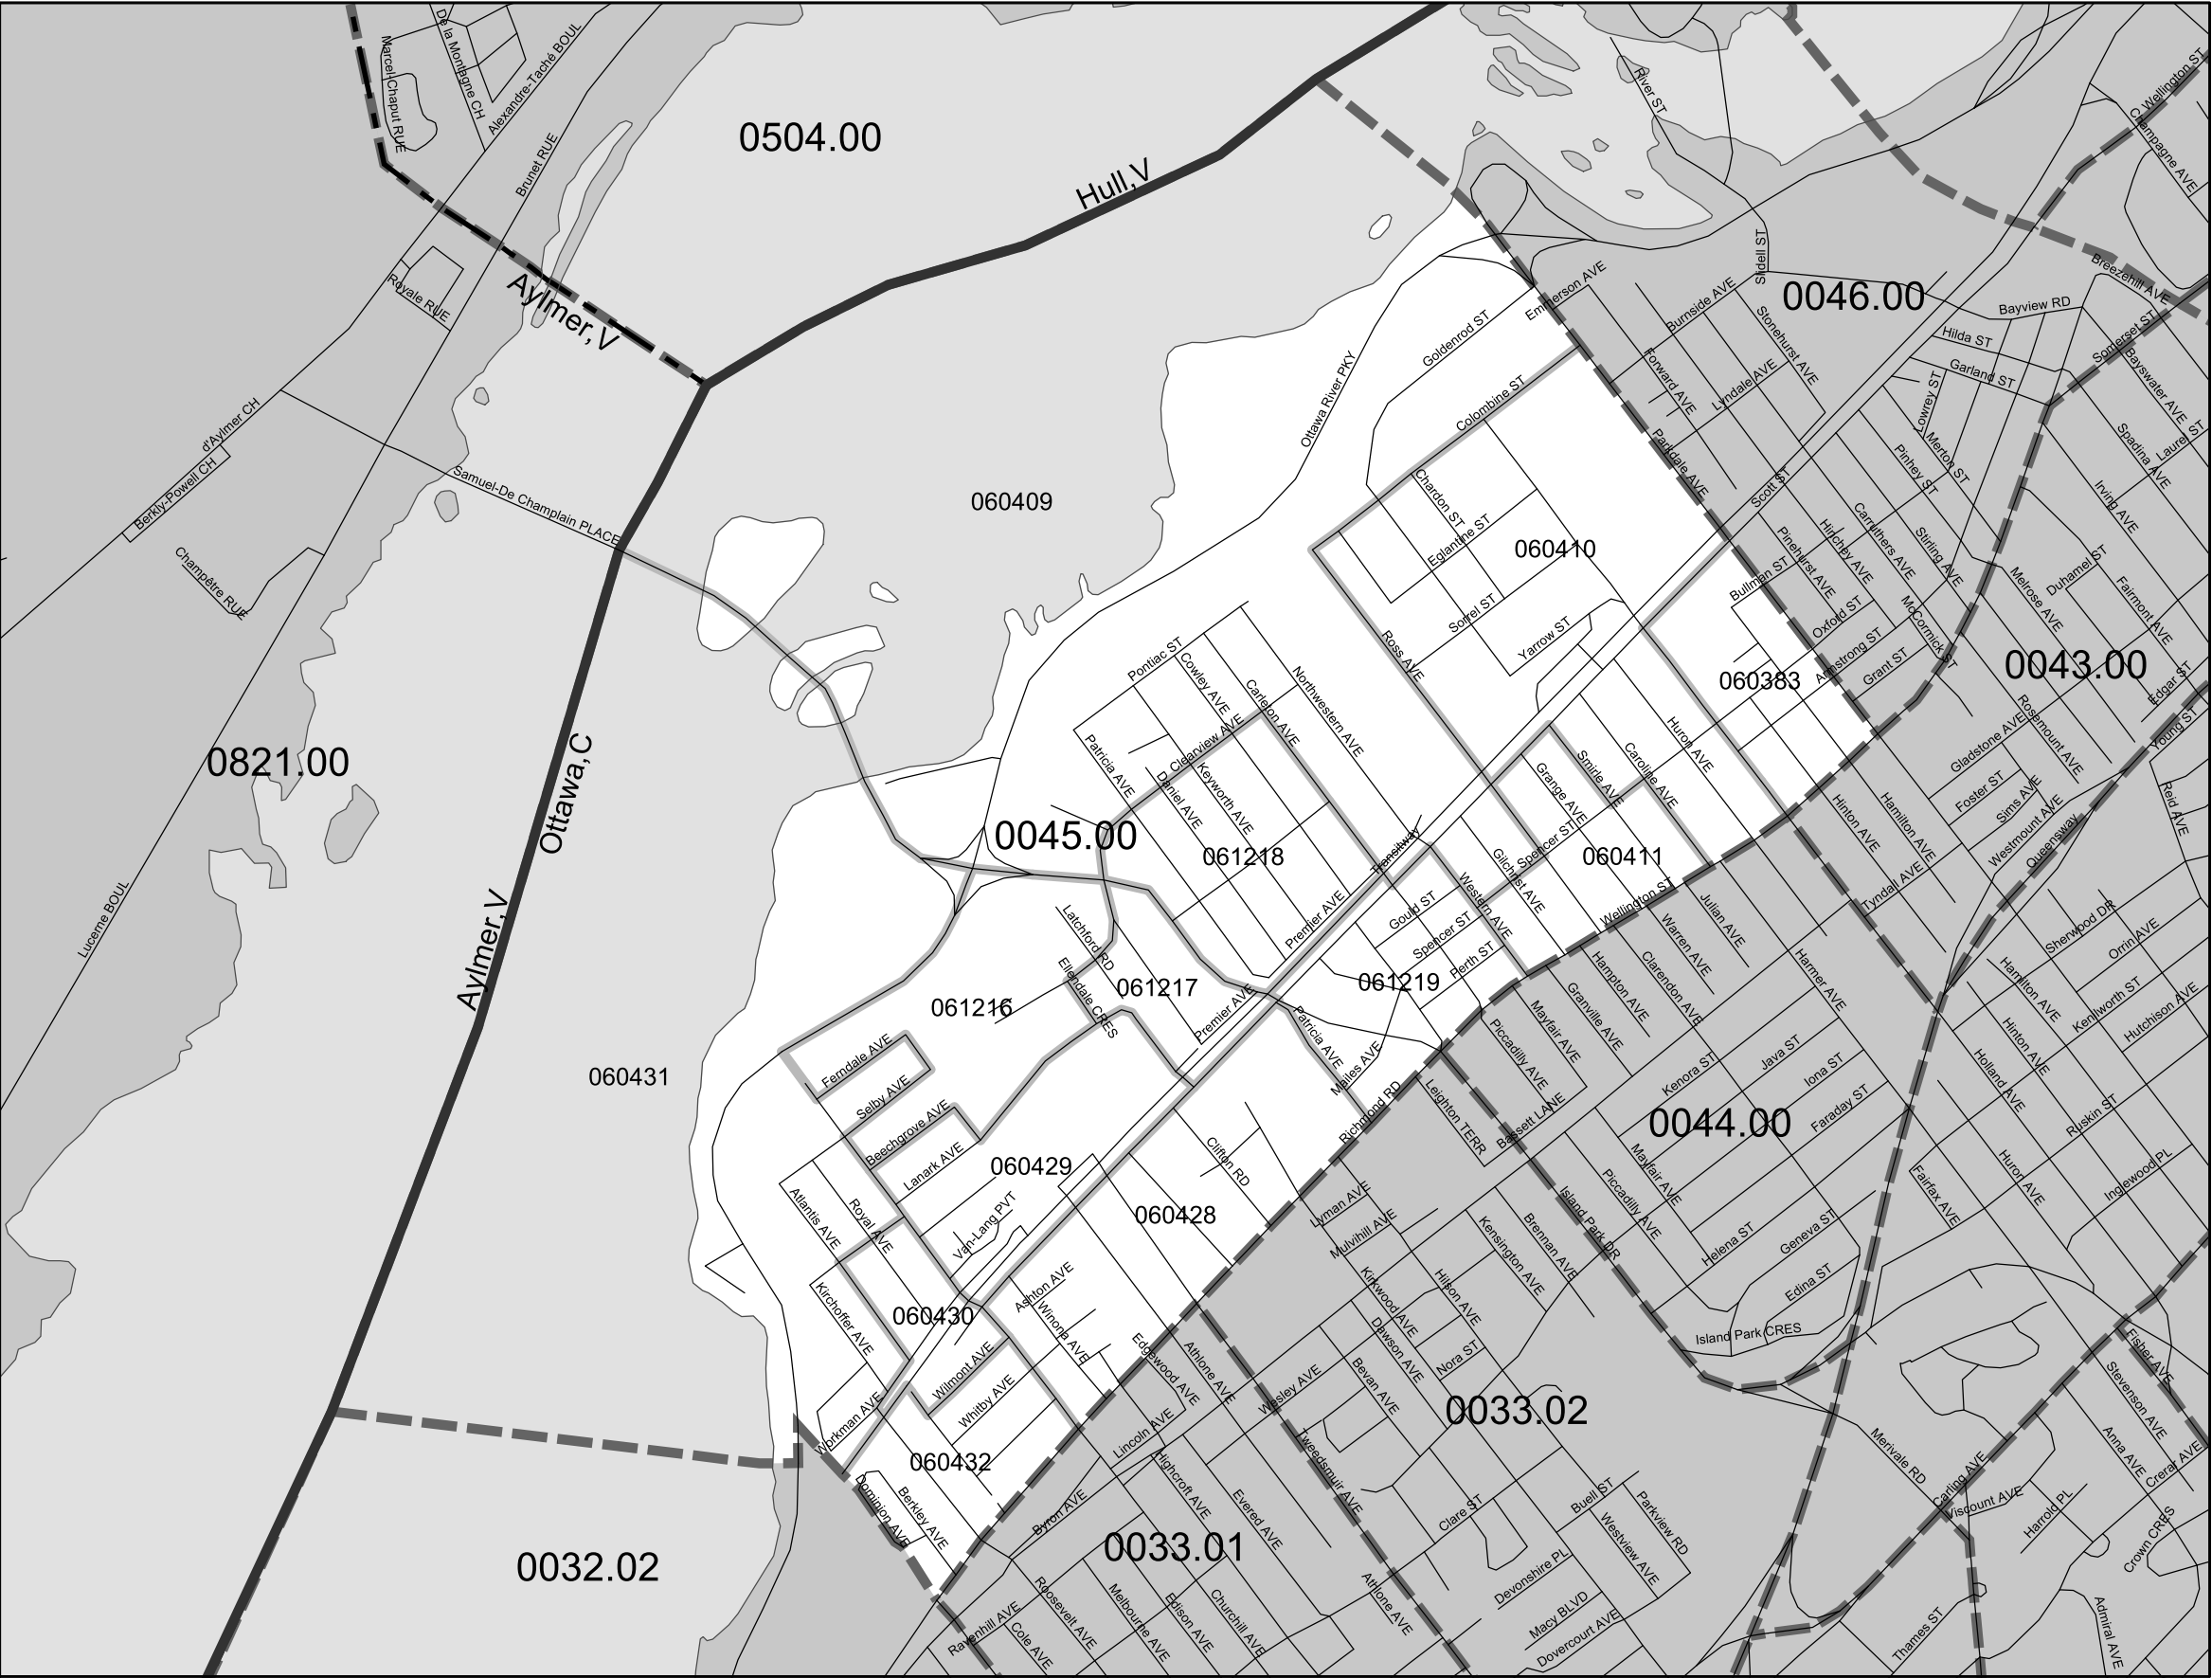 0504.00
Hull,V
Aylmer,V
Marcel-Chaput RUE
De la Montagne CH
Alexandre-Taché BOUL
Brunet RUE
Royale RUE
d'Aylmer CH
Berkly-Powell CH
Samuel-De Champlain PLACE
Champêtre RUE
0821.00
Lucerne BOUL
Ottawa,C
Aylmer,V
060409
060431
0032.02
River ST
Slidell ST
0046.00
C Wellington ST
Champagne AVE
Breezehill AVE
Bayview RD
Hilda ST
Garland ST
Somerset ST
Bayswater AVE
Lowrey ST
Merton ST
Pinhey ST
Spadina AVE
Laurel ST
Irving AVE
Emmerson AVE
Burnside AVE
Stonehurst AVE
Forward AVE
Lyndale AVE
Parkdale AVE
Goldenrod ST
Colombine ST
Ottawa River PKY
Chardon ST
Eglantine ST
060410
Sorrel ST
Yarrow ST
Ross AVE
Scott ST
Bullman ST
Pinehurst AVE
Hinchey AVE
Carruthers AVE
Stirling AVE
Oxford ST
Armstrong ST
Grant ST
McCormick ST
Melrose AVE
Duhamel ST
Fairmont AVE
0043.00
Edgar ST
Young ST
Rosemount AVE
Gladstone AVE
Foster ST
Sims AVE
Westmount AVE
Queensway
Reid AVE
Tyndall AVE
Hinton AVE
Hamilton AVE
060383
Huron AVE
Caroline AVE
Smirle AVE
Grange AVE
Spencer ST
060411
Gilchrist AVE
Western AVE
Wellington ST
Pontiac ST
Cowley AVE
Carleton AVE
Northwestern AVE
Clearview AVE
Patricia AVE
Daniel AVE
Keyworth AVE
0045.00
061218
Transitway
Premier AVE
Gould ST
Spencer ST
Perth ST
061219
Latchford RD
Ellendale CRES
061217
061216
Premier AVE
Patricia AVE
Mailes AVE
Richmond RD
Ferndale AVE
Selby AVE
Beechgrove AVE
Lanark AVE
060429
Van-Lang PVT
Clifton RD
060428
Atlantis AVE
Royal AVE
Kirchoffer AVE
060430
Ashton AVE
Winona AVE
Wilmont AVE
Whitby AVE
Workman AVE
060432
Dominion AVE
Berkley AVE
Edgewood AVE
Athlone AVE
Lincoln AVE
Highcroft AVE
Byron AVE
Evered AVE
0033.01
Ravenhill AVE
Cole AVE
Roosevelt AVE
Melbourne AVE
Edison AVE
Churchill AVE
Athlone AVE
Tweedsmuir AVE
Wesley AVE
Bevan AVE
Dawson AVE
Kirkwood AVE
Hilson AVE
Nora ST
0033.02
Kensington AVE
Brennan AVE
Lyman AVE
Mulvihill AVE
Leighton TERR
Bassett LANE
Island Park DR
Piccadilly AVE
Mayfair AVE
Granville AVE
Hampton AVE
Clarendon AVE
Warren AVE
Julian AVE
Harmer AVE
Kenora ST
Java ST
Iona ST
Faraday ST
0044.00
Mayfair AVE
Piccadilly AVE
Helena ST
Geneva ST
Edina ST
Island Park CRES
Sherwood DR
Orrin AVE
Kenilworth ST
Hutchison AVE
Hamilton AVE
Hinton AVE
Holland AVE
Ruskin ST
Huron AVE
Inglewood PL
Fairfax AVE
Fisher AVE
Stevenson AVE
Anna AVE
Crerar AVE
Merivale RD
Carling AVE
Viscount AVE
Harrold PL
Crown CRES
Admiral AVE
Thames ST
Clare ST
Buell ST
Parkview RD
Westview AVE
Devonshire PL
Macy BLVD
Dovercourt AVE